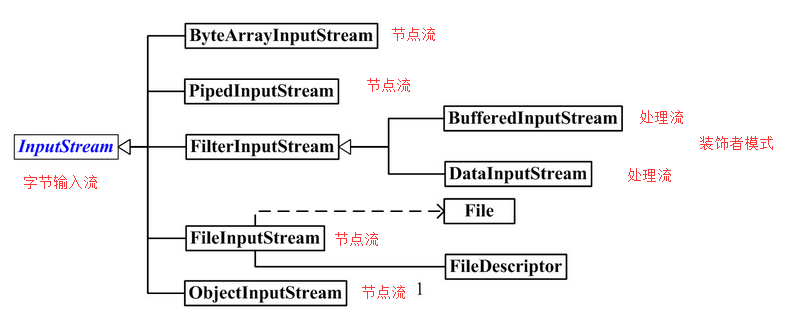 ByteArrayInputStream 节点流
PipedInputStream 节点流
BufferedInputStream 处理流
InputStream FilterInputStream 装饰者模式
字节输入流 DataInputStream 处理流
File
FileInputStream 节点流
FileDescriptor
ObjectInputStream 节点流 1